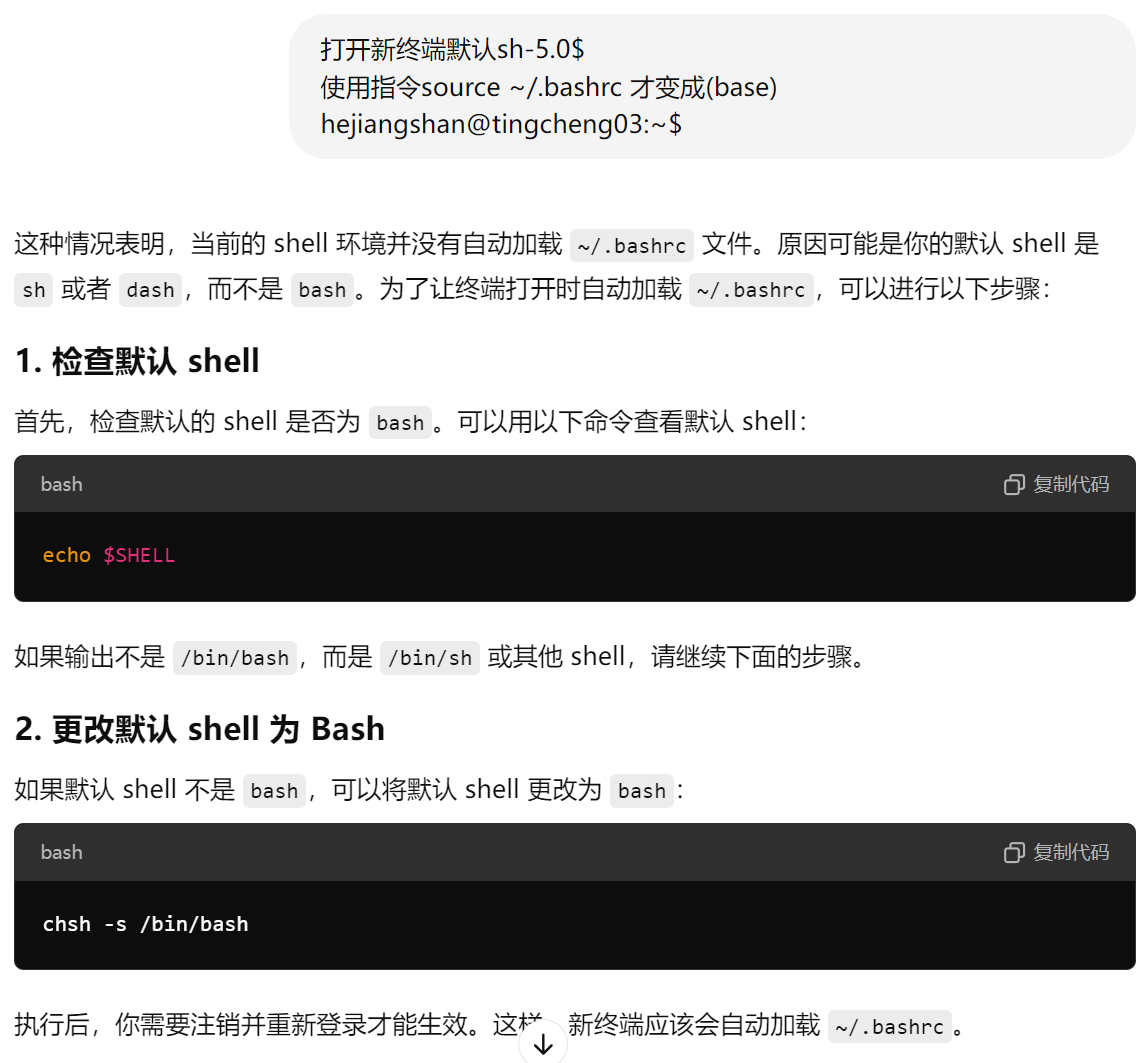 打开新终端默认sh-5.0$
使用指令source ~/.bashrc 才变成(base)
hejiangshan@tingcheng03:~$
这种情况表明，当前的 shell 环境并没有自动加载 ~/.bashrc 文件。原因可能是你的默认 shell 是
sh 或者 dash，而不是 bash。为了让终端打开时自动加载 ~/.bashrc，可以进行以下步骤：
1. 检查默认 shell
首先，检查默认的 shell 是否为 bash。可以用以下命令查看默认 shell：
bash 复制代码
echo $SHELL
如果输出不是 /bin/bash，而是 /bin/sh 或其他 shell，请继续下面的步骤。
2. 更改默认 shell 为 Bash
如果默认 shell 不是 bash，可以将默认 shell 更改为 bash：
bash 复制代码
chsh -s /bin/bash
执行后，你需要注销并重新登录才能生效。这样 新终端应该会自动加载 ~/.bashrc。